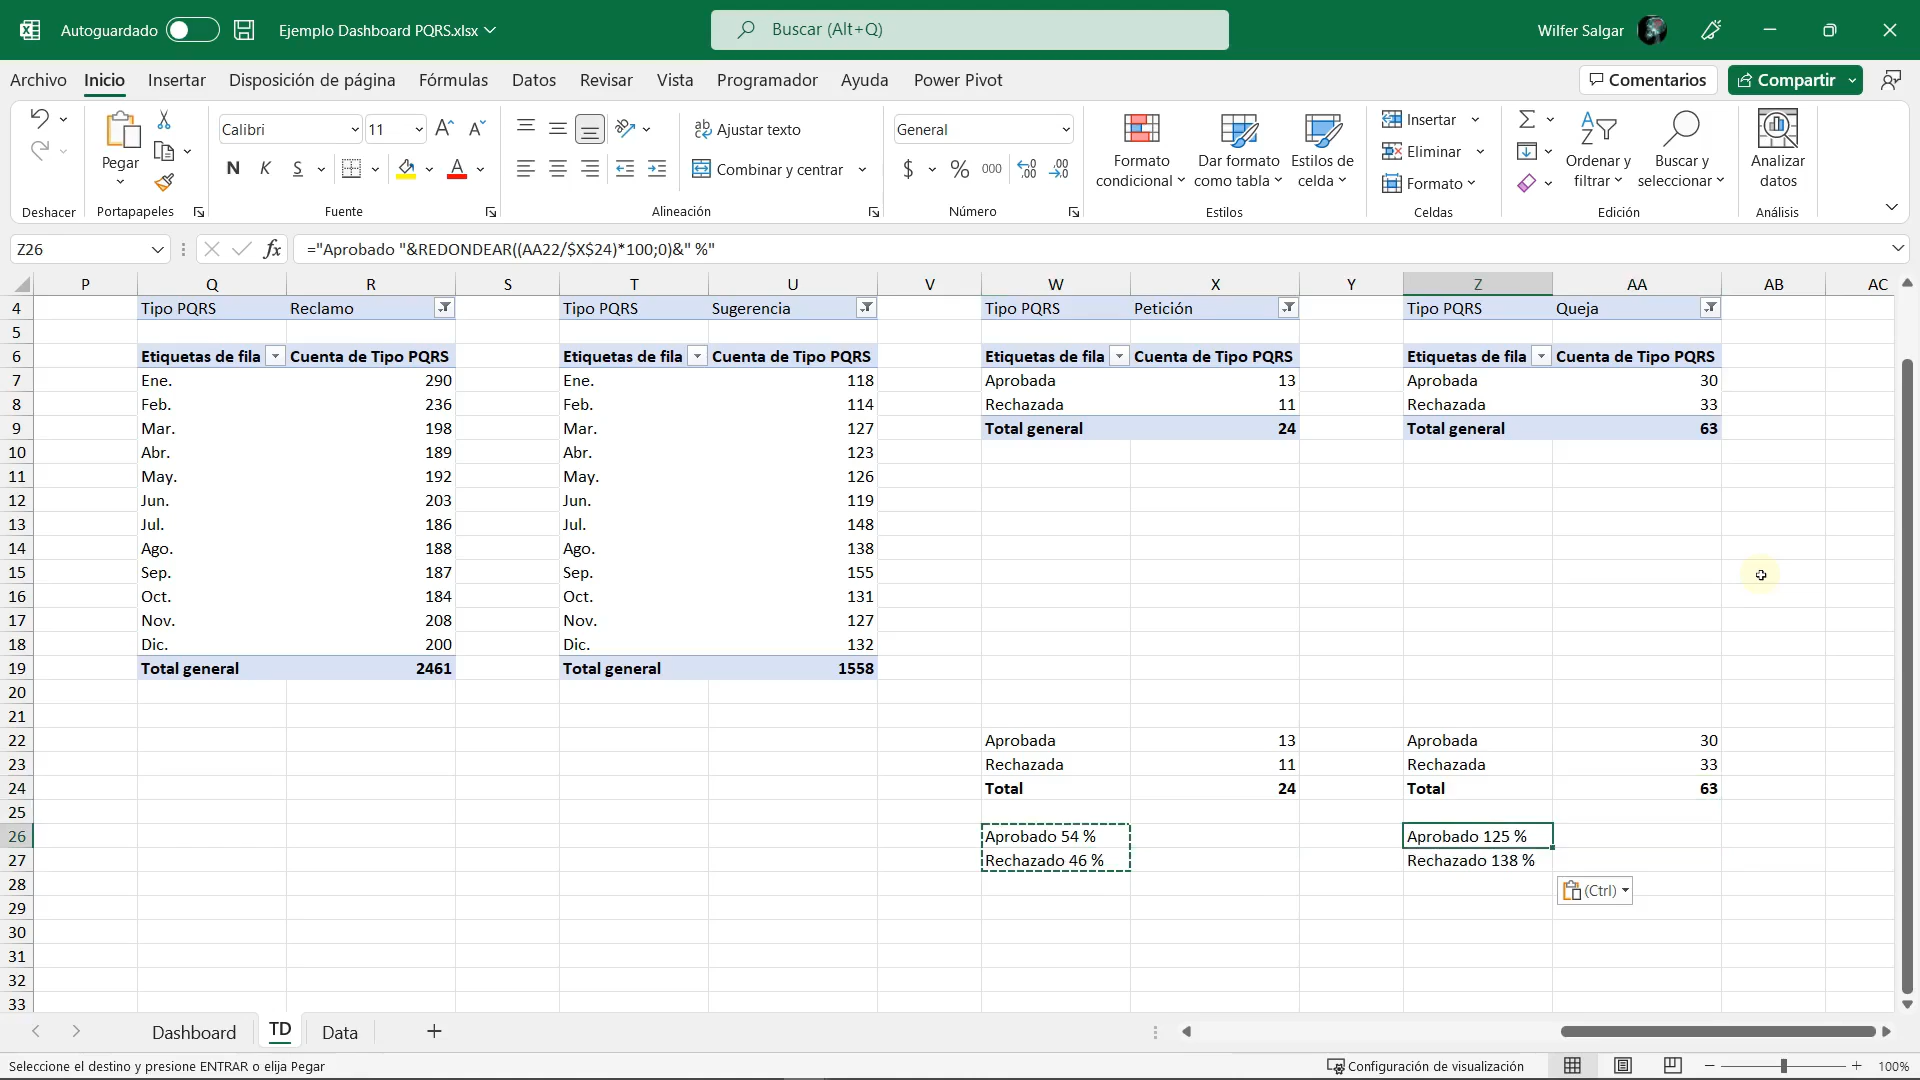 Autoguardado Ejemplo Dashboard PQRS.xlsx Buscar (Alt+Q) Wilfer Salgar
Archivo Inicio Insertar Disposición de página Fórmulas Datos Revisar Vista Programador Ayuda Power Pivot Comentarios Compartir
Pegar
Calibri 11
N K S
Ajustar texto
Combinar y centrar
General
$ % 000
Formato condicional
Dar formato como tabla
Estilos de celda
Insertar
Eliminar
Formato
Ordenar y filtrar
Buscar y seleccionar
Analizar datos
Deshacer Portapapeles Fuente Alineación Número Estilos Celdas Edición Análisis
Z26 fx ="Aprobado "&REDONDEAR((AA22/$X$24)*100;0)&" %"
P Q R S T U V W X Y Z AA AB AC
4 Tipo PQRS Reclamo Tipo PQRS Sugerencia Tipo PQRS Petición Tipo PQRS Queja
5
6 Etiquetas de fila Cuenta de Tipo PQRS Etiquetas de fila Cuenta de Tipo PQRS Etiquetas de fila Cuenta de Tipo PQRS Etiquetas de fila Cuenta de Tipo PQRS
7 Ene. 290 Ene. 118 Aprobada 13 Aprobada 30
8 Feb. 236 Feb. 114 Rechazada 11 Rechazada 33
9 Mar. 198 Mar. 127 Total general 24 Total general 63
10 Abr. 189 Abr. 123
11 May. 192 May. 126
12 Jun. 203 Jun. 119
13 Jul. 186 Jul. 148
14 Ago. 188 Ago. 138
15 Sep. 187 Sep. 155
16 Oct. 184 Oct. 131
17 Nov. 208 Nov. 127
18 Dic. 200 Dic. 132
19 Total general 2461 Total general 1558
20
21
22 Aprobada 13 Aprobada 30
23 Rechazada 11 Rechazada 33
24 Total 24 Total 63
25
26 Aprobado 54 % Aprobado 125 %
27 Rechazado 46 % Rechazado 138 %
28 (Ctrl)
29
30
31
32
33
Dashboard TD Data
Seleccione el destino y presione ENTRAR o elija Pegar Configuración de visualización 100%